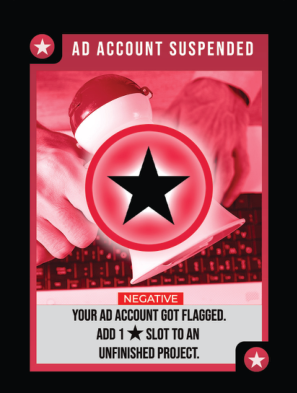 AD ACCOUNT SUSPENDED
NEGATIVE
YOUR AD ACCOUNT GOT FLAGGED.
ADD 1 ★ SLOT TO AN
UNFINISHED PROJECT.